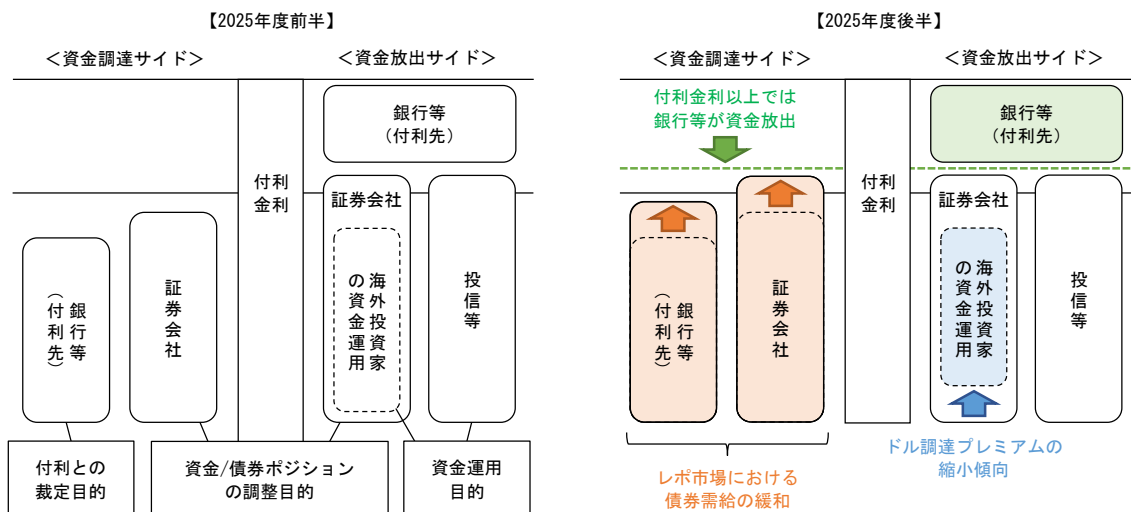 【2025年度前半】
＜資金調達サイド＞
＜資金放出サイド＞
銀行等
（付利先）
付利
金利
証券会社
海外投資家
の資金運用
投信等
証券会社
銀行等
（付利先）
付利との
裁定目的
資金/債券ポジション
の調整目的
資金運用
目的
【2025年度後半】
＜資金調達サイド＞
＜資金放出サイド＞
付利金利以上では
銀行等が資金放出
銀行等
（付利先）
付利
金利
証券会社
海外投資家
の資金運用
投信等
証券会社
銀行等
（付利先）
ドル調達プレミアムの
縮小傾向
レポ市場における
債券需給の緩和